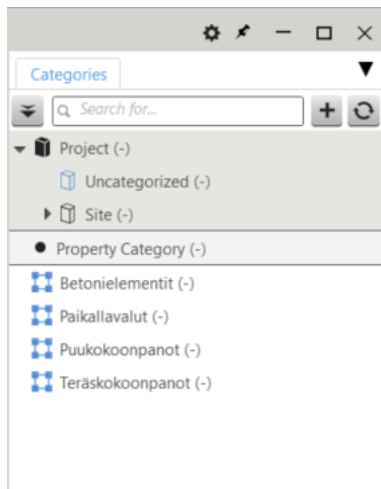 Categories
Search for...
Project (-)
Uncategorized (-)
Site (-)
Property Category (-)
Betonielementit (-)
Paikallavalut (-)
Puukokoonpanot (-)
Teräskokoonpanot (-)